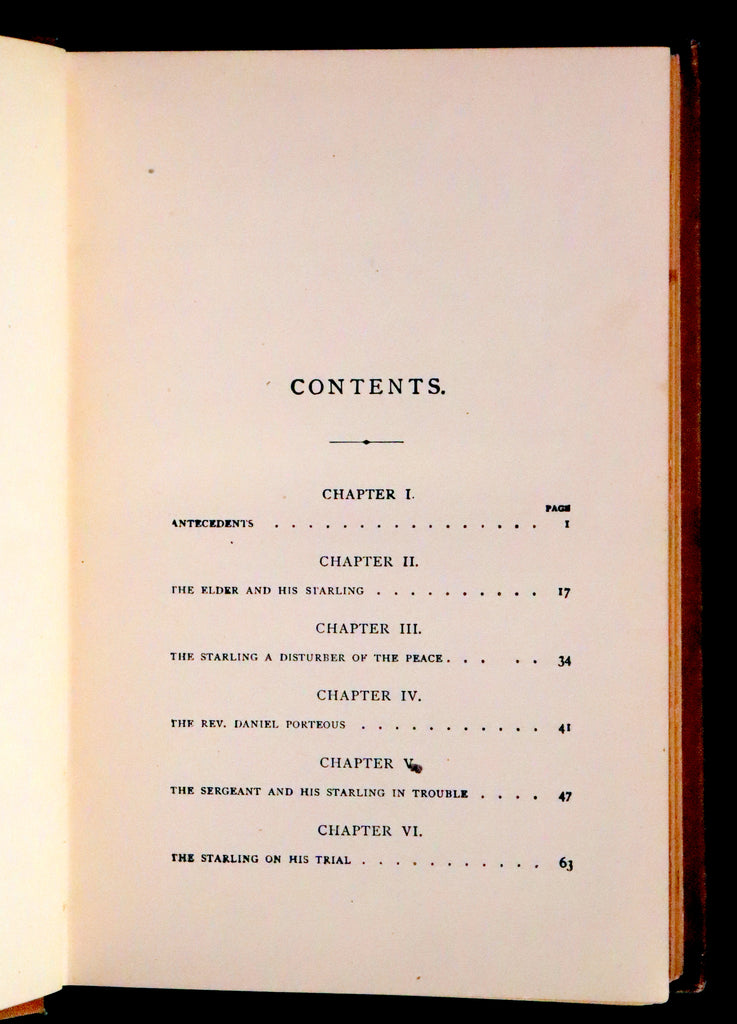 CONTENTS.
CHAPTER I.
PAGE
ANTECEDENTS . . . . . . . . . . . . . . . . 1
CHAPTER II.
THE ELDER AND HIS STARLING . . . . . . . . . . 17
CHAPTER III.
THE STARLING A DISTURBER OF THE PEACE . . . . . 34
CHAPTER IV.
THE REV. DANIEL PORTEOUS . . . . . . . . . . . 41
CHAPTER V.
THE SERGEANT AND HIS STARLING IN TROUBLE . . . . 47
CHAPTER VI.
THE STARLING ON HIS TRIAL . . . . . . . . . . . 63